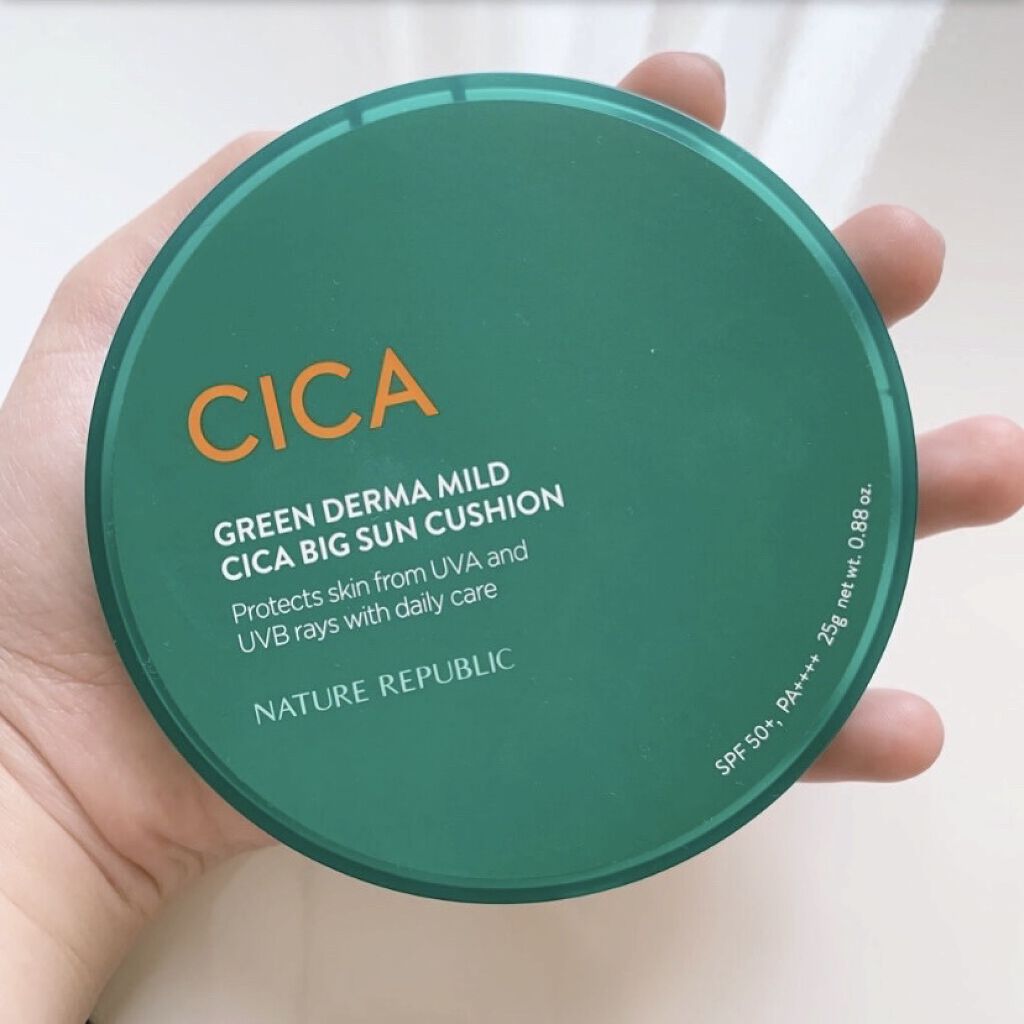 CICA
GREEN DERMA MILD
CICA BIG SUN CUSHION
Protects skin from UVA and
UVB rays with daily care
NATURE REPUBLIC
SPF 50+, PA++++ 25g net wt. 0.88 oz.